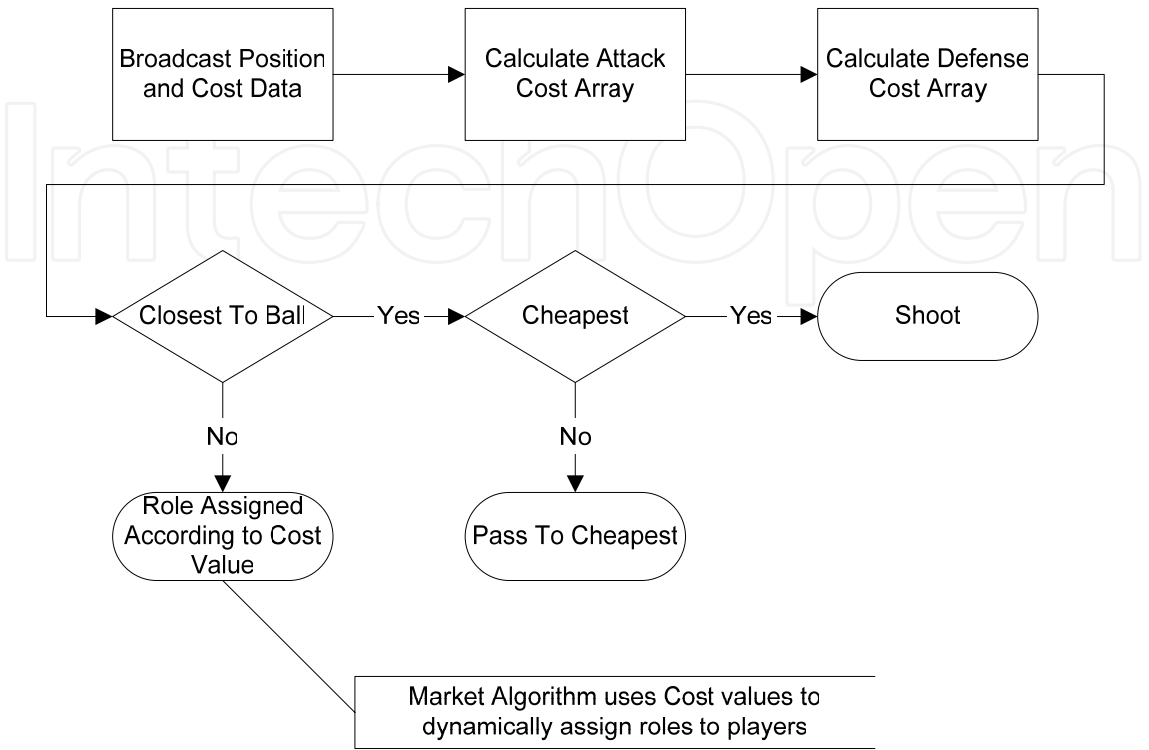 Broadcast Position
and Cost Data
Calculate Attack
Cost Array
Calculate Defense
Cost Array
IntechOpen
Closest To Ball
Yes
Cheapest
Yes
Shoot
No
No
Role Assigned
According to Cost
Value
Pass To Cheapest
Market Algorithm uses Cost values to
dynamically assign roles to players